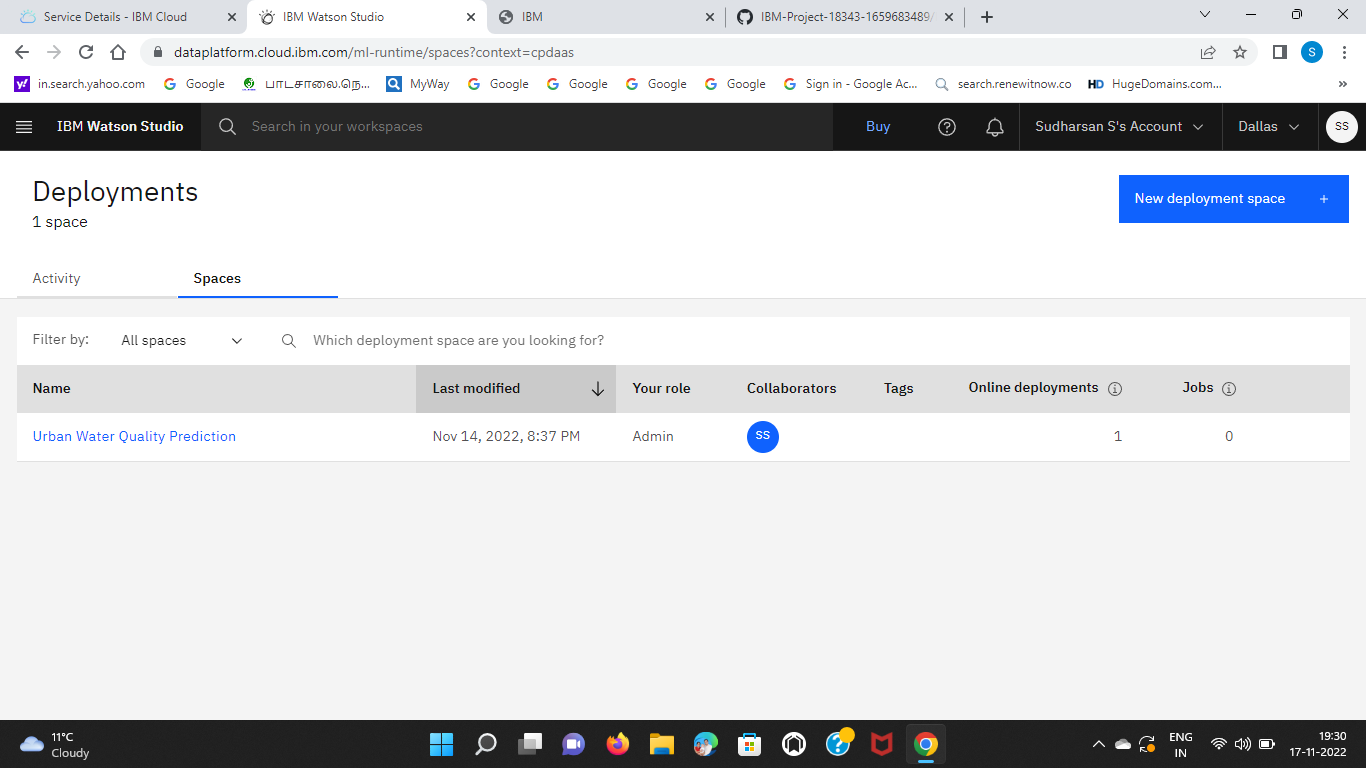 Service Details - IBM Cloud
IBM Watson Studio
IBM
IBM-Project-18343-1659683489/
dataplatform.cloud.ibm.com/ml-runtime/spaces?context=cpdaas
S
in.search.yahoo.com
Google
பாடசாலை.நெ...
MyWay
Google
Google
Google
Google
Sign in - Google Ac...
search.renewitnow.co
HD
HugeDomains.com...
»
IBM Watson Studio
Search in your workspaces
Buy
Sudharsan S's Account
Dallas
SS
Deployments
1 space
New deployment space +
Activity
Spaces
Filter by:
All spaces
Which deployment space are you looking for?
Name
Last modified
Your role
Collaborators
Tags
Online deployments
Jobs
Urban Water Quality Prediction
Nov 14, 2022, 8:37 PM
Admin
SS
1
0
11°C
Cloudy
ENG
IN
19:30
17-11-2022